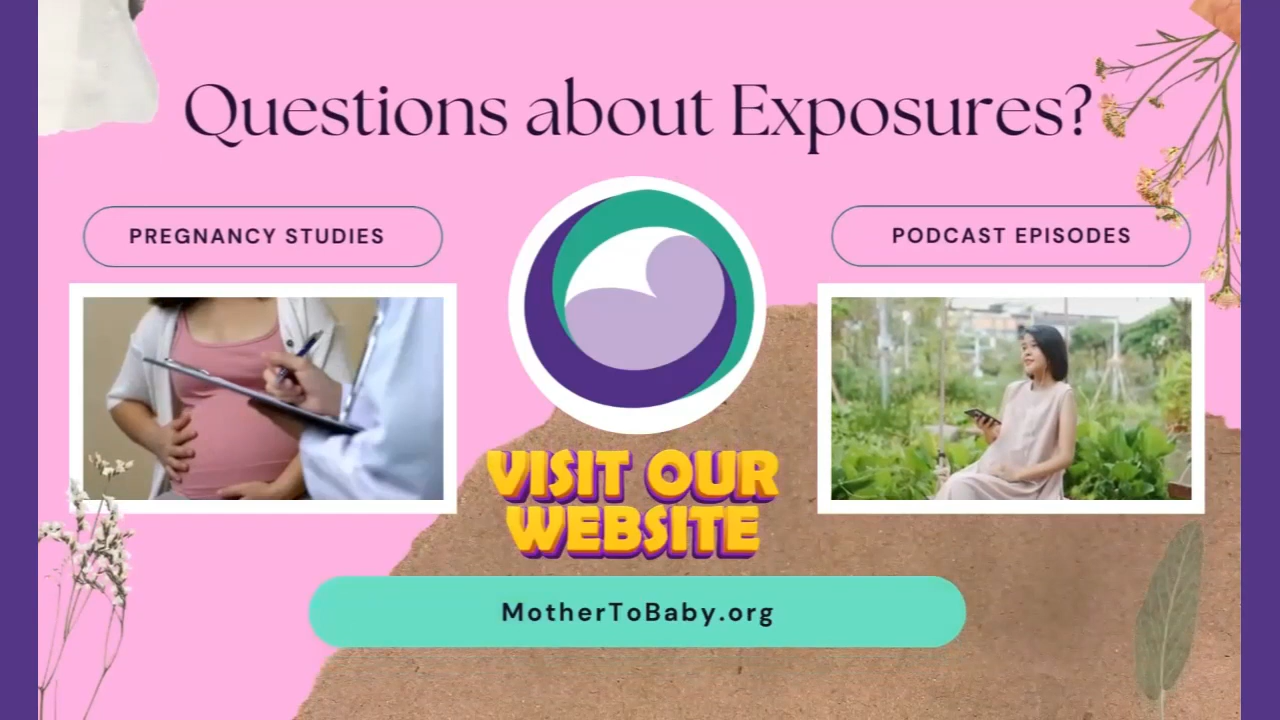 Questions about Exposures?
PREGNANCY STUDIES
PODCAST EPISODES
VISIT OUR
WEBSITE
MotherToBaby.org